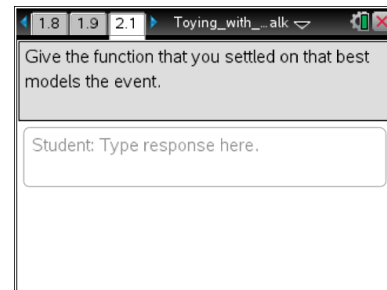 1.8 1.9 2.1 Toying_with_...alk
Give the function that you settled on that best
models the event.
Student: Type response here.